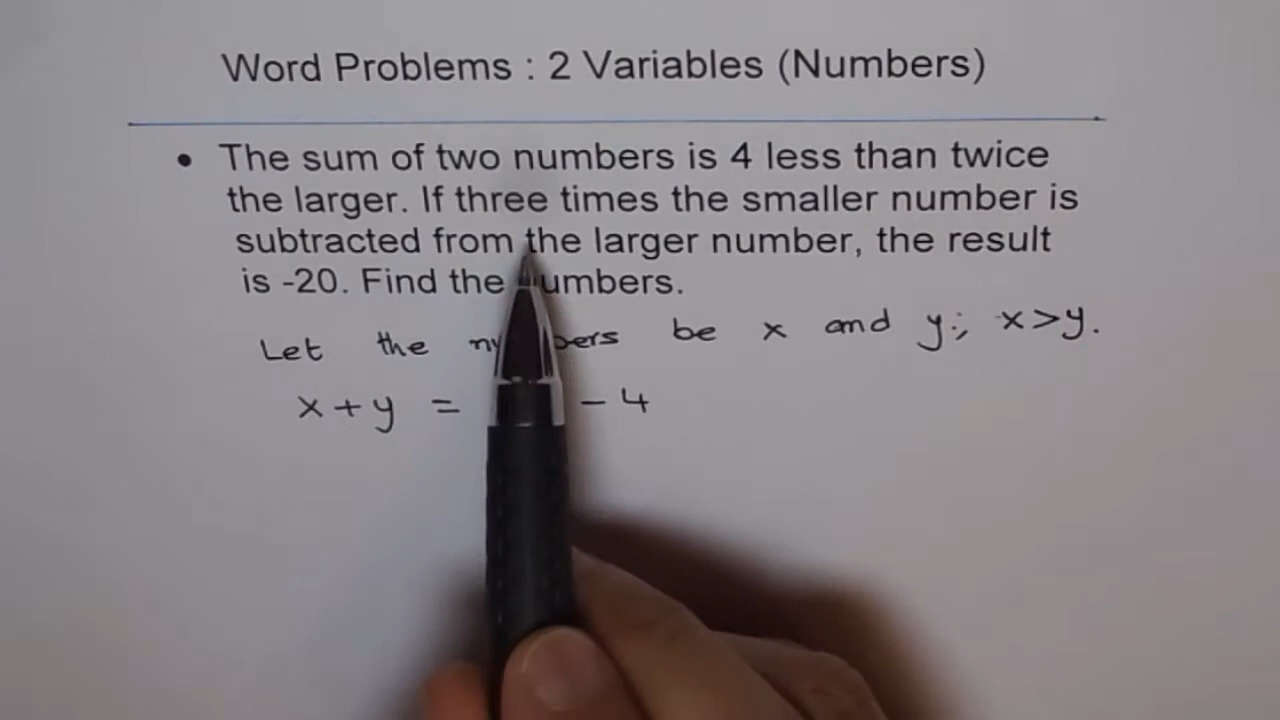 Word Problems : 2 Variables (Numbers)
• The sum of two numbers is 4 less than twice
the larger. If three times the smaller number is
subtracted from the larger number, the result
is -20. Find the numbers.
Let the be x and y; x>y.
x+y = - 4